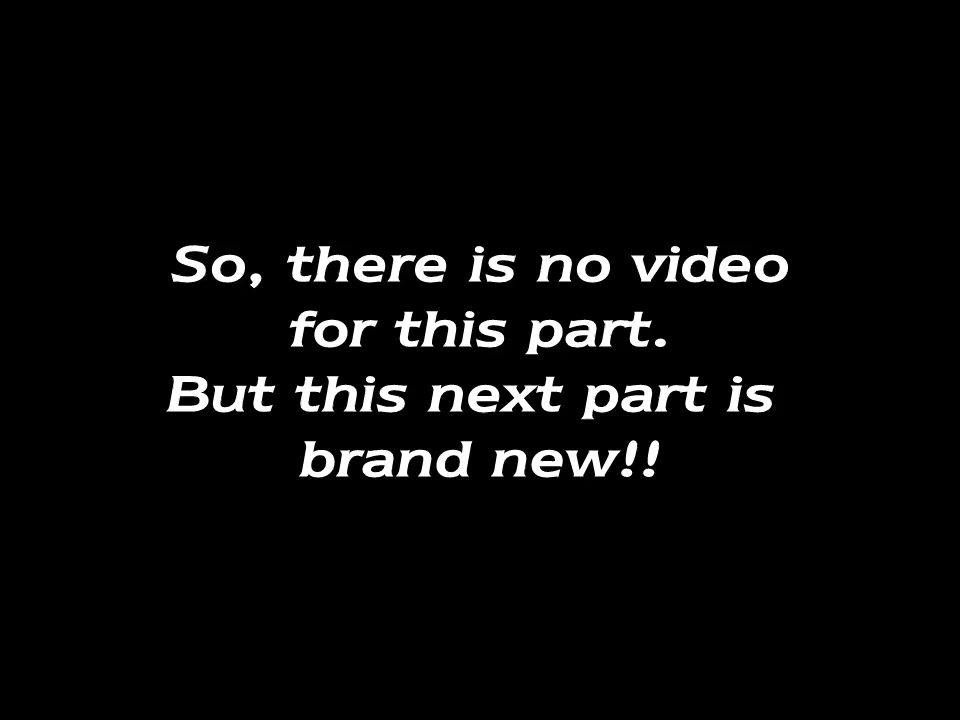 So, there is no video
for this part.
But this next part is
brand new!!